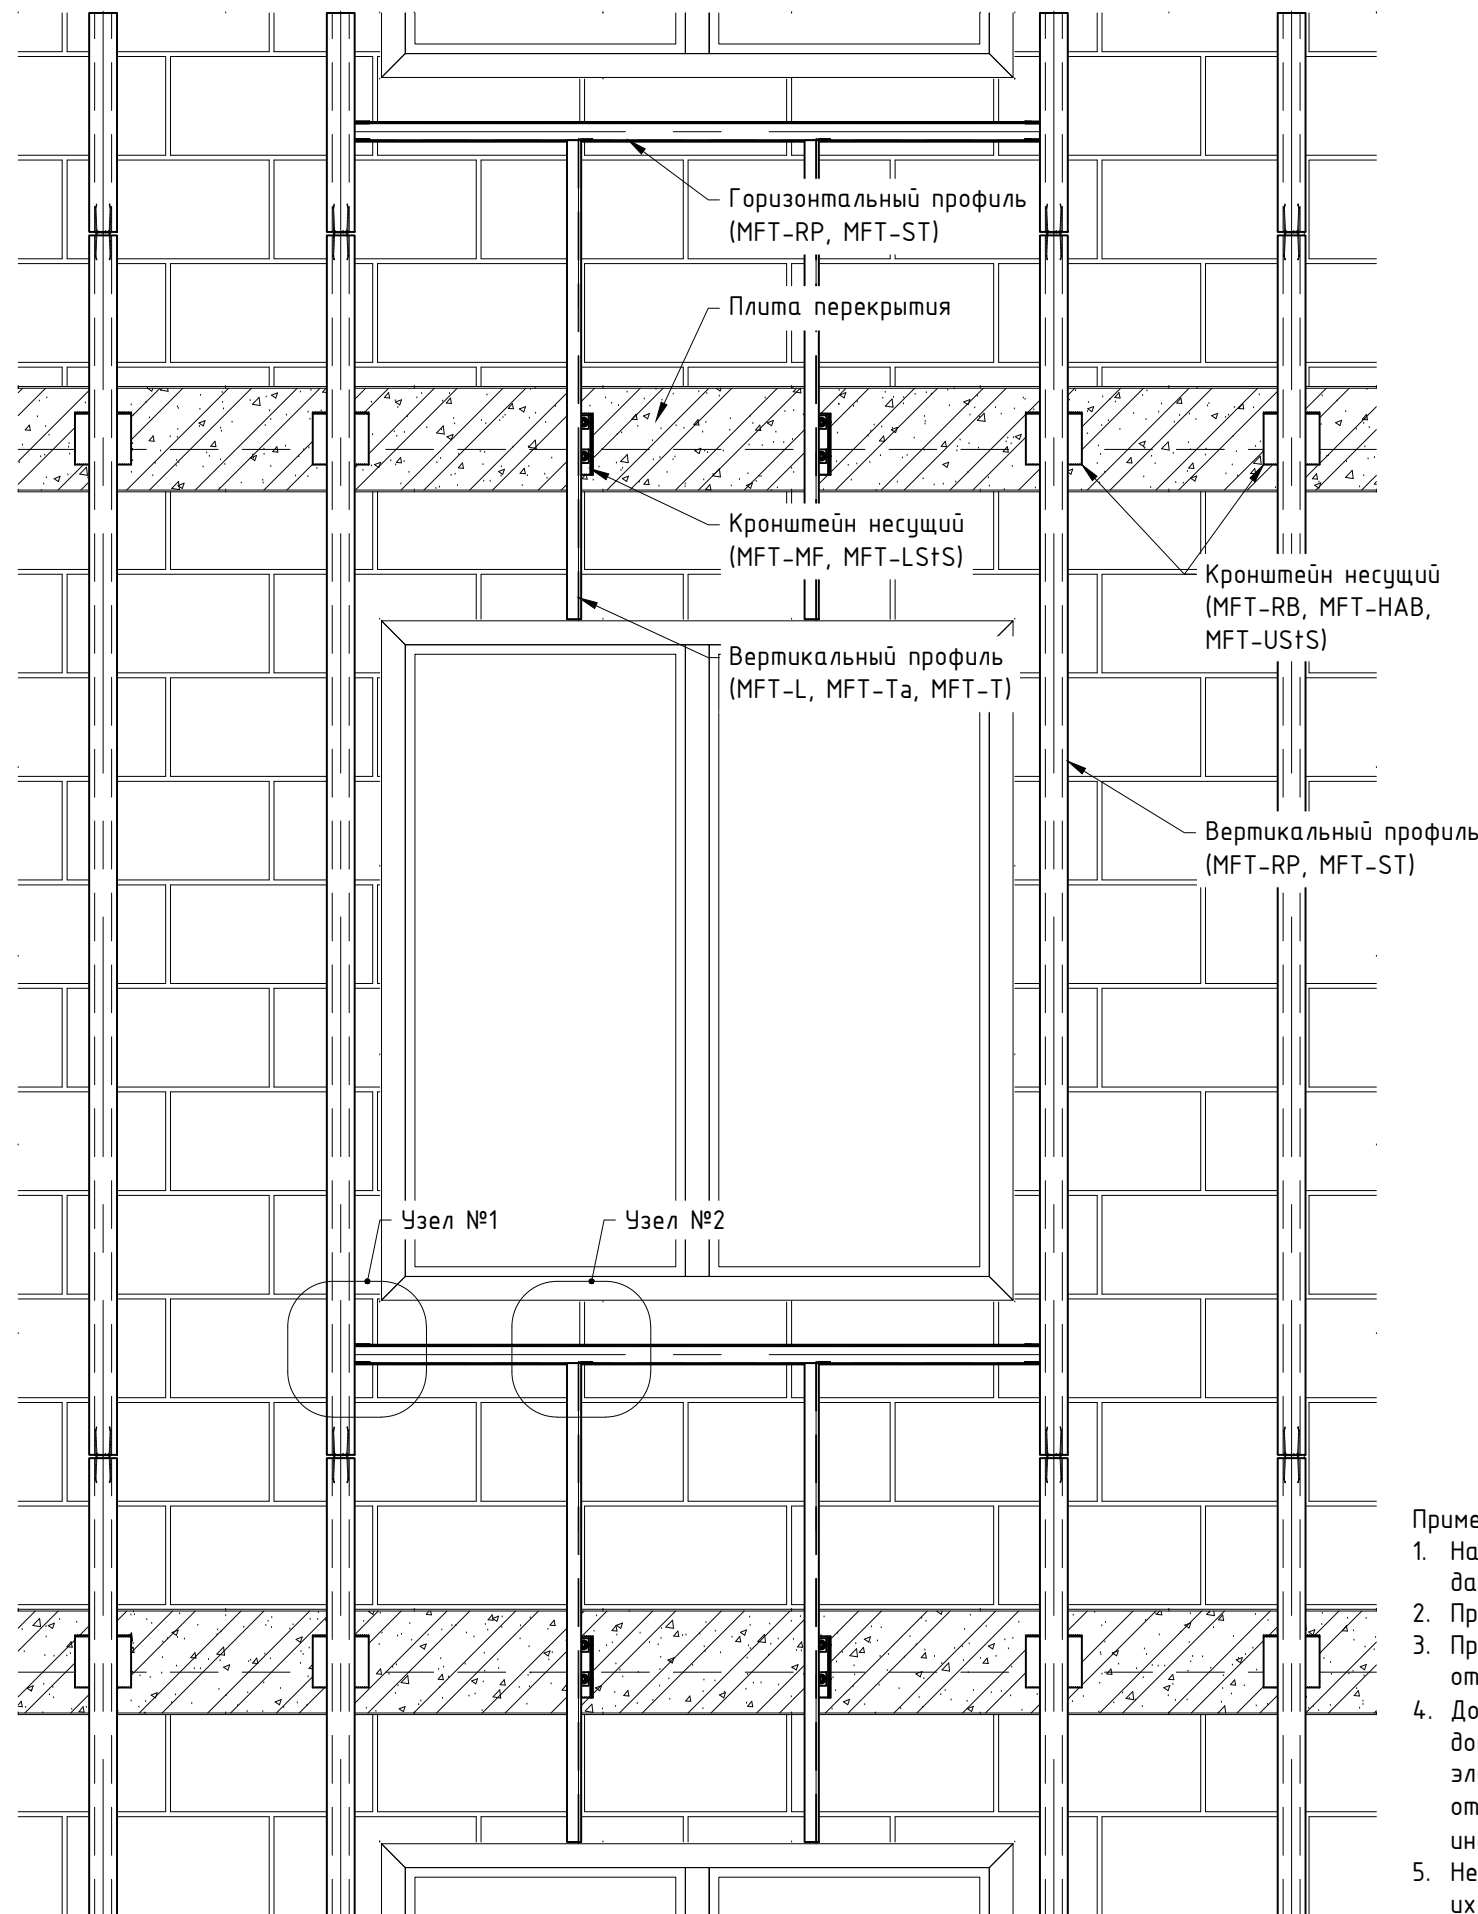 Горизонтальный профиль
(MFT-RP, MFT-ST)
Плита перекрытия
Кронштейн несущий
(MFT-MF, MFT-LStS)
Кронштейн несущий
(MFT-RB, MFT-HAB,
MFT-UStS)
Вертикальный профиль
(MFT-L, MFT-Ta, MFT-T)
Вертикальный профиль
(MFT-RP, MFT-ST)
Узел №1
Узел №2
1.
2.
3.
4.
5.